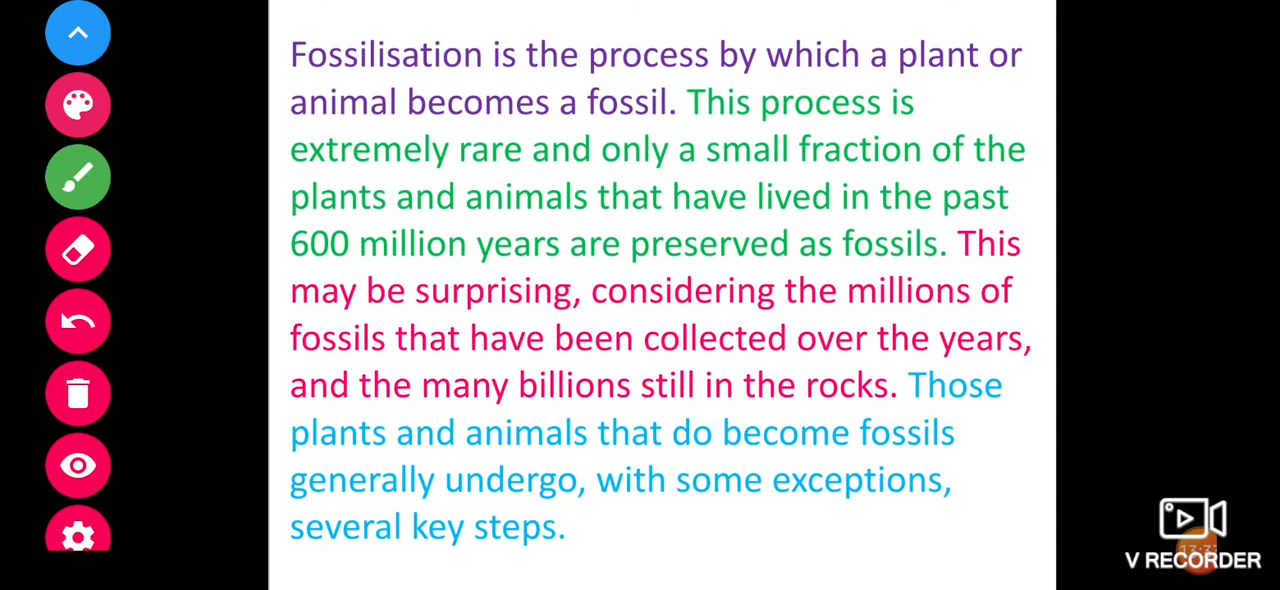 Fossilisation is the process by which a plant or
animal becomes a fossil. This process is
extremely rare and only a small fraction of the
plants and animals that have lived in the past
600 million years are preserved as fossils. This
may be surprising, considering the millions of
fossils that have been collected over the years,
and the many billions still in the rocks. Those
plants and animals that do become fossils
generally undergo, with some exceptions,
several key steps.
V RECORDER